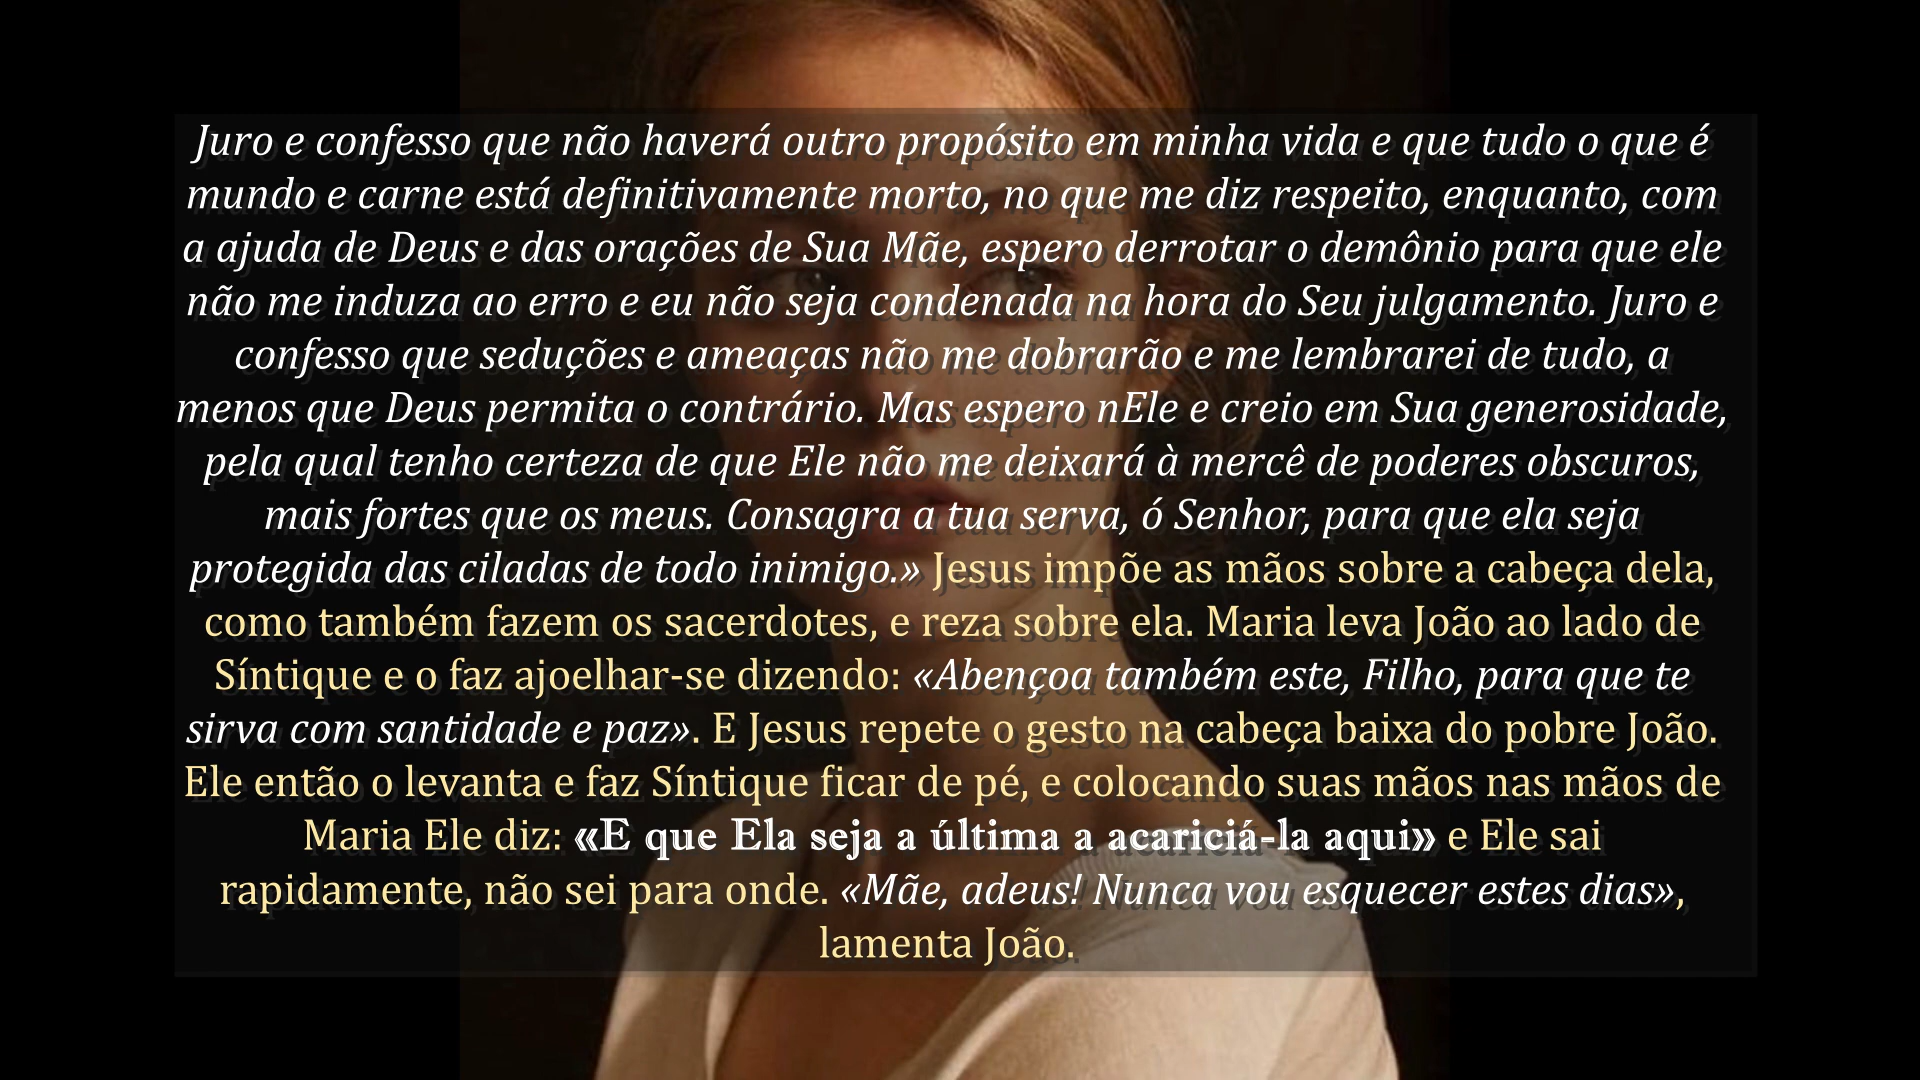 Juro e confesso que não haverá outro propósito em minha vida e que tudo o que é
mundo e carne está definitivamente morto, no que me diz respeito, enquanto, com
a ajuda de Deus e das orações de Sua Mãe, espero derrotar o demônio para que ele
não me induza ao erro e eu não seja condenada na hora do Seu julgamento. Juro e
confesso que seduções e ameaças não me dobrarão e me lembrarei de tudo, a
menos que Deus permita o contrário. Mas espero nEle e creio em Sua generosidade,
pela qual tenho certeza de que Ele não me deixará à mercê de poderes obscuros,
mais fortes que os meus. Consagra a tua serva, ó Senhor, para que ela seja
protegida das ciladas de todo inimigo.» Jesus impõe as mãos sobre a cabeça dela,
como também fazem os sacerdotes, e reza sobre ela. Maria leva João ao lado de
Síntique e o faz ajoelhar-se dizendo: «Abençoa também este, Filho, para que te
sirva com santidade e paz». E Jesus repete o gesto na cabeça baixa do pobre João.
Ele então o levanta e faz Síntique ficar de pé, e colocando suas mãos nas mãos de
Maria Ele diz: «E que Ela seja a última a acariciá-la aqui» e Ele sai
rapidamente, não sei para onde. «Mãe, adeus! Nunca vou esquecer estes dias»,
lamenta João.